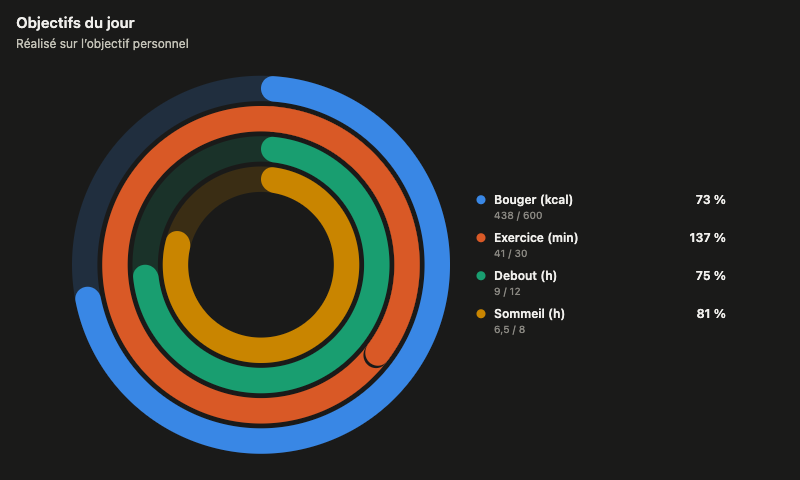 Objectifs du jour
Réalisé sur l'objectif personnel
Bouger (kcal) 73 %
438 / 600
Exercice (min) 137 %
41 / 30
Debout (h) 75 %
9 / 12
Sommeil (h) 81 %
6,5 / 8